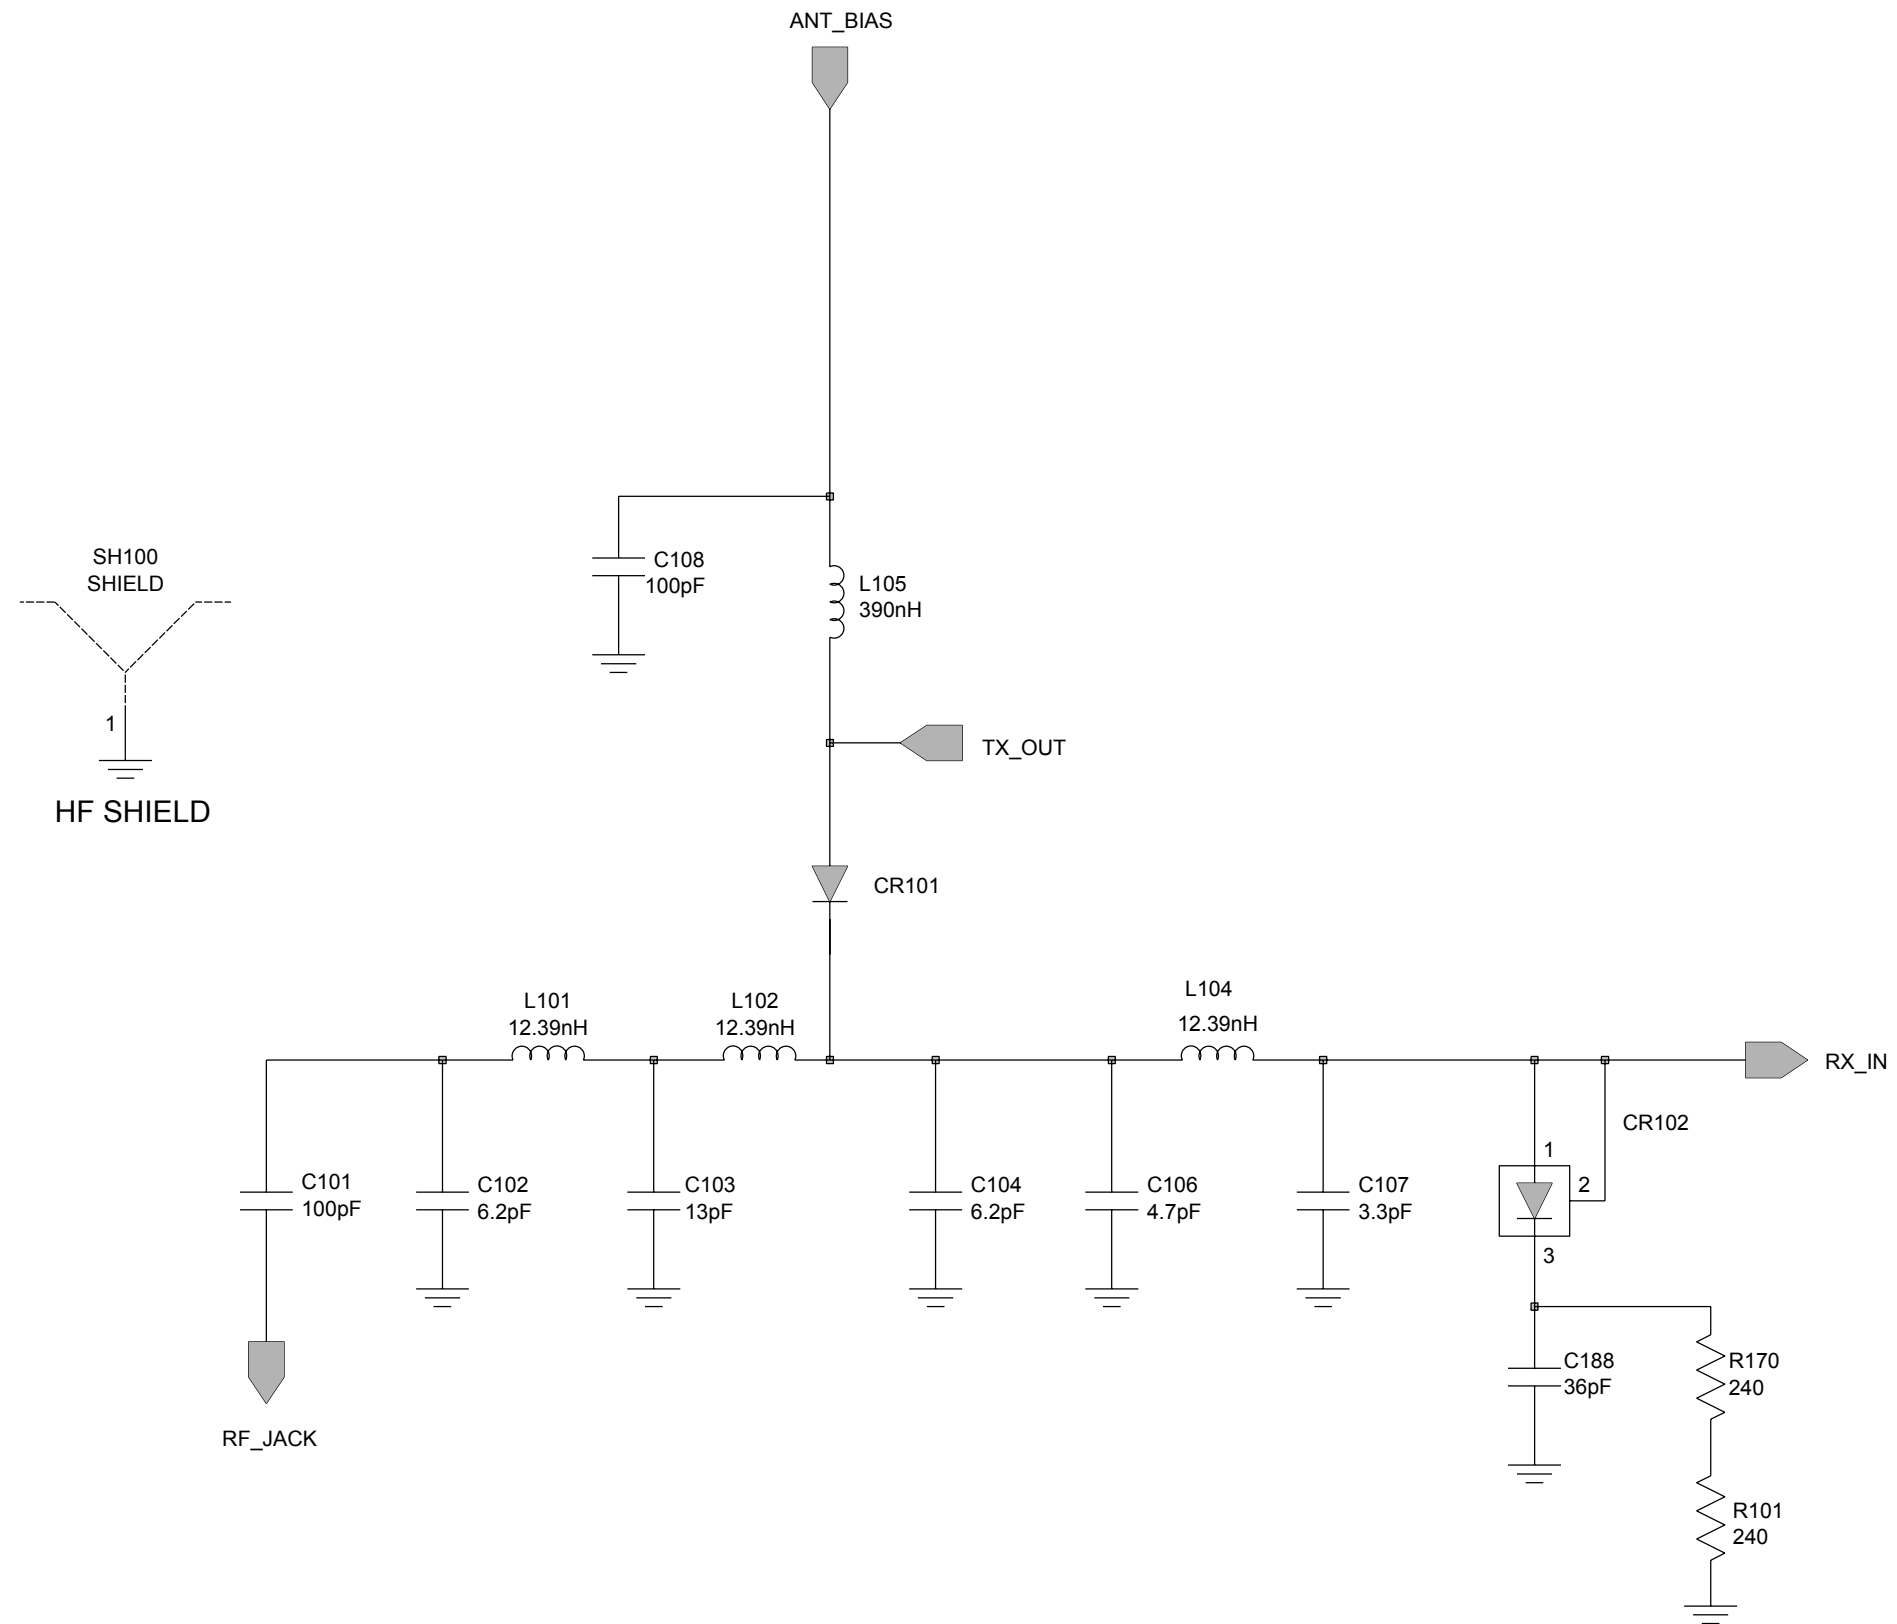 ANT_BIAS
SH100
SHIELD
1
HF SHIELD
C108
100pF
L105
390nH
TX_OUT
CR101
L101
12.39nH
L102
12.39nH
L104
12.39nH
RX_IN
CR102
C101
100pF
C102
6.2pF
C103
13pF
C104
6.2pF
C106
4.7pF
C107
3.3pF
1
2
3
RF_JACK
C188
36pF
R170
240
R101
240